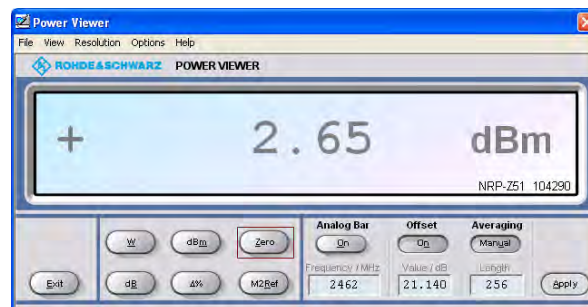 Power Viewer
File View Resolution Options Help
ROHDE&SCHWARZ POWER VIEWER
+ 2.65 dBm
NRP-Z51 104290
Analog Bar Offset Averaging
W dBm Zero On On Manual
Frequency / MHz Value / dB Length
Exit dB Δ% M2Ref 2462 21.140 256 Apply